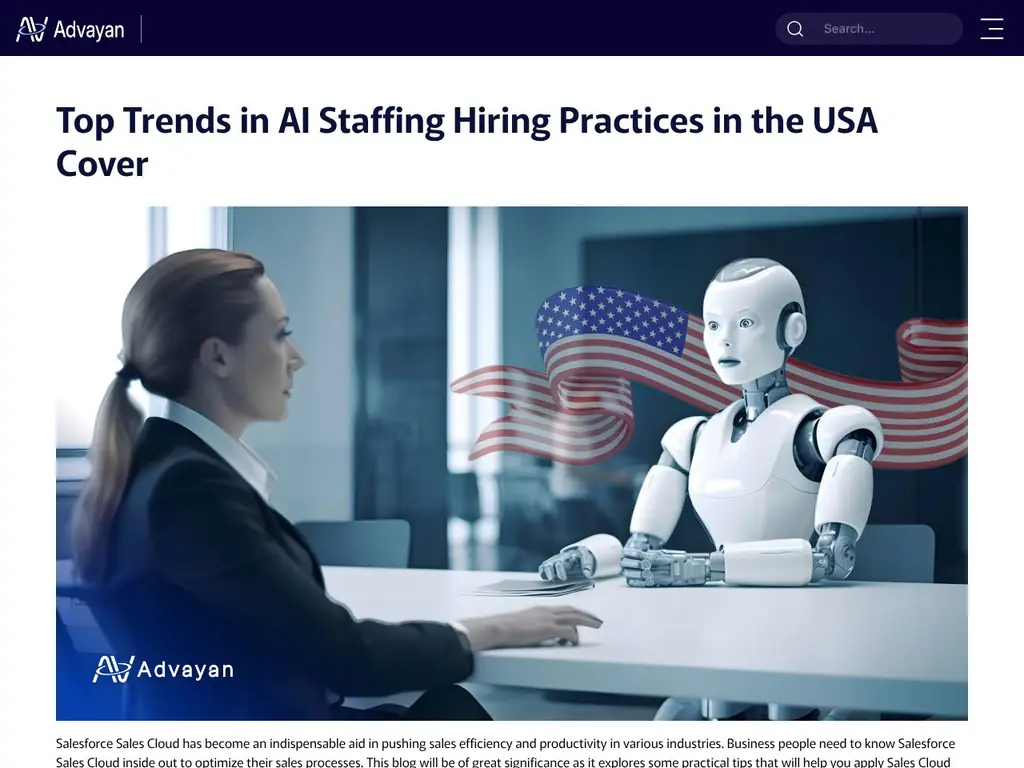 Advayan
Search...
Top Trends in AI Staffing Hiring Practices in the USA
Cover
Advayan
Salesforce Sales Cloud has become an indispensable aid in pushing sales efficiency and productivity in various industries. Business people need to know Salesforce
Sales Cloud inside out to optimize their sales processes. This blog will be of great significance as it explores some practical tips that will help you apply Sales Cloud